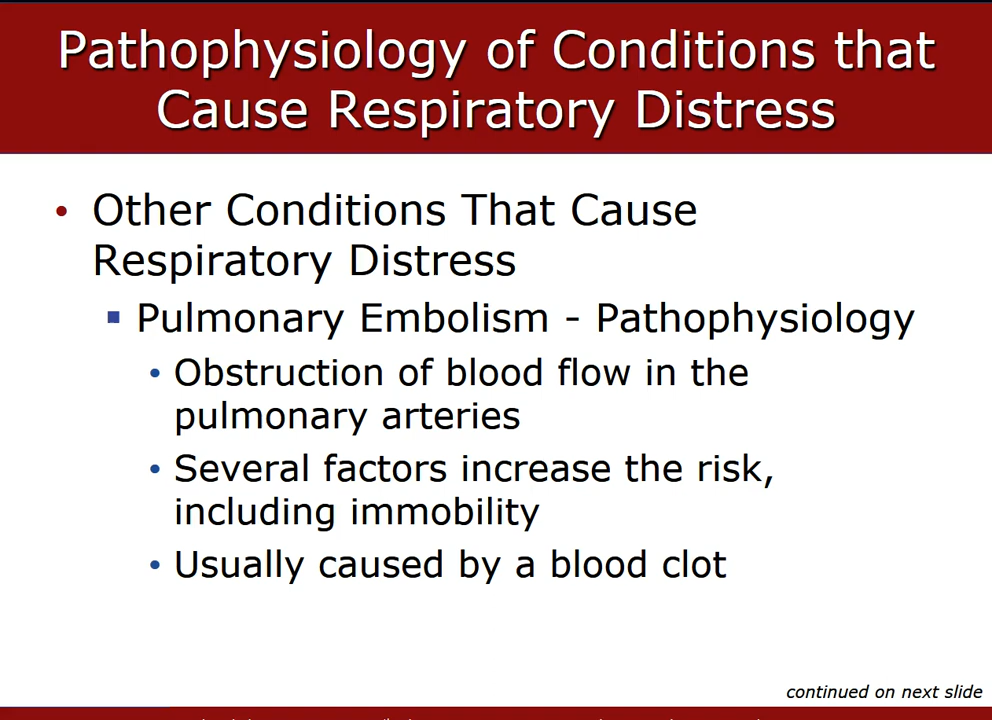 Pathophysiology of Conditions that
Cause Respiratory Distress
• Other Conditions That Cause
Respiratory Distress
▪ Pulmonary Embolism - Pathophysiology
• Obstruction of blood flow in the
pulmonary arteries
• Several factors increase the risk,
including immobility
• Usually caused by a blood clot
continued on next slide